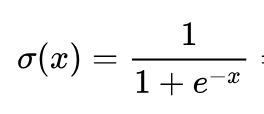 σ(x) = 1 / (1 + e^{-x}) =